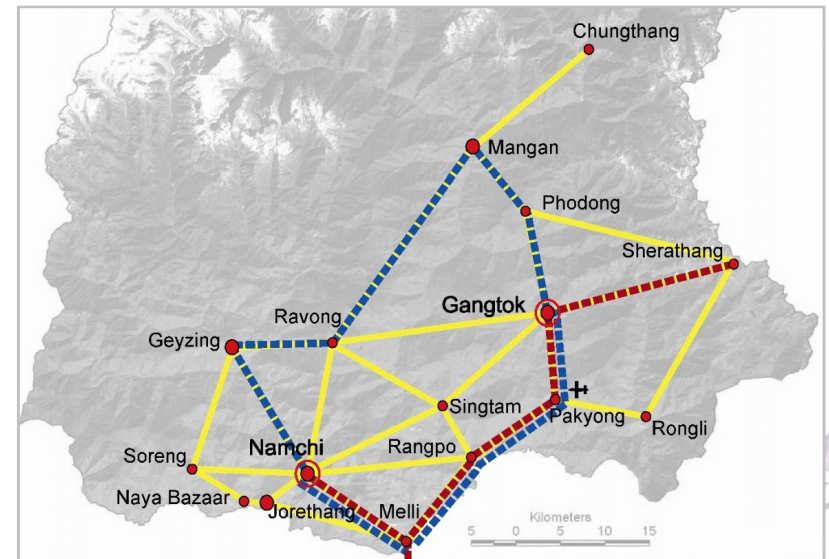 Chungthang
Mangan
Phodong
Sherathang
Gangtok
Ravong
Geyzing
Singtam
Pakyong
Rongli
Rangpo
Namchi
Soreng
Naya Bazaar
Jorethang
Melli
Kilometers
5 0 5 10 15